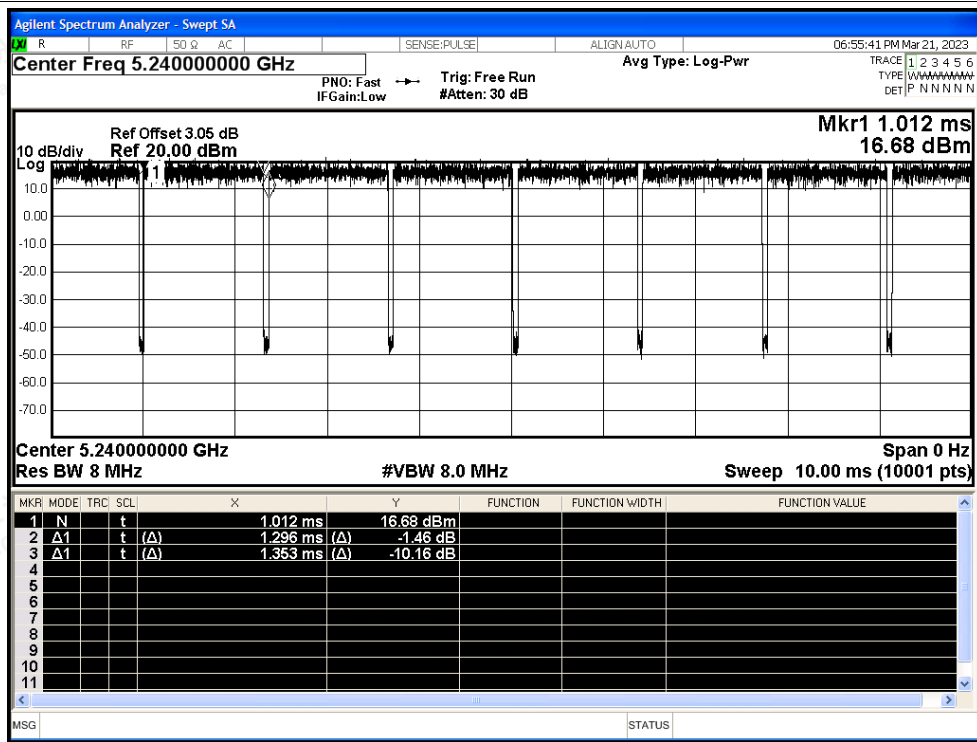 Agilent Spectrum Analyzer - Swept SA
LXI R RF 50 Ω AC SENSE:PULSE ALIGN AUTO 06:55:41 PM Mar 21, 2023
Center Freq 5.240000000 GHz
PNO: Fast
IFGain:Low
Trig: Free Run
#Atten: 30 dB
Avg Type: Log-Pwr
TRACE 1 2 3 4 5 6
TYPE WWWWWW
DET P N N N N N
Mkr1 1.012 ms
16.68 dBm
Ref Offset 3.05 dB
10 dB/div Ref 20.00 dBm
Log
1
10.0
0.00
-10.0
-20.0
-30.0
-40.0
-50.0
-60.0
-70.0
Center 5.240000000 GHz Span 0 Hz
Res BW 8 MHz #VBW 8.0 MHz Sweep 10.00 ms (10001 pts)
MKR MODE TRC SCL X Y FUNCTION FUNCTION WIDTH FUNCTION VALUE
1 N t 1.012 ms 16.68 dBm
2 Δ1 t (Δ) 1.296 ms (Δ) -1.46 dB
3 Δ1 t (Δ) 1.353 ms (Δ) -10.16 dB
4
5
6
7
8
9
10
11
MSG STATUS